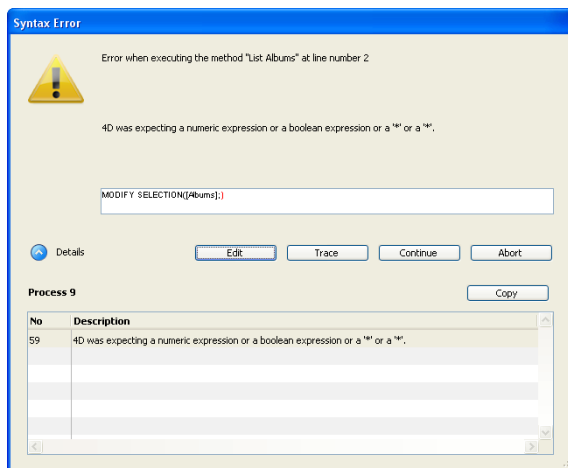 Syntax Error
Error when executing the method "List Albums" at line number 2
4D was expecting a numeric expression or a boolean expression or a '*' or a '*'.
MODIFY SELECTION([Albums];)
Details
Edit
Trace
Continue
Abort
Process 9
Copy
No Description
59 4D was expecting a numeric expression or a boolean expression or a '*' or a '*'.